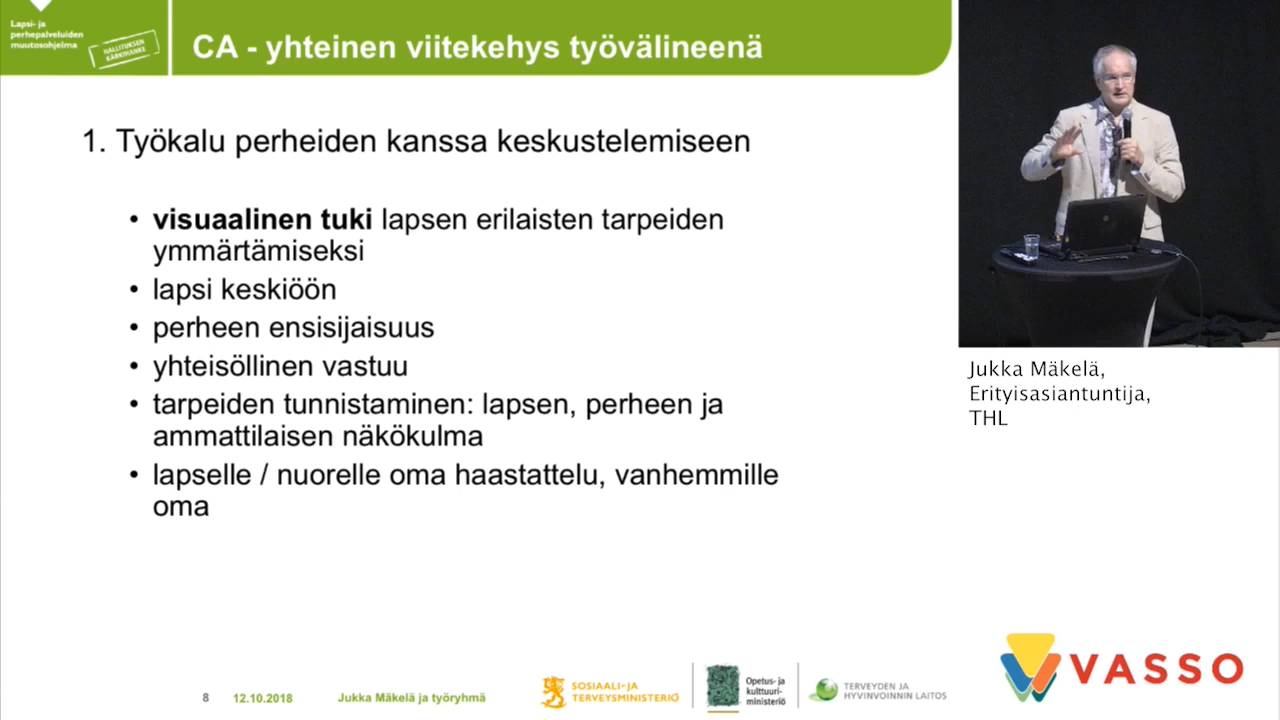 Lapsi- ja
perhepalveluiden
muutosohjelma
HALLITUKSEN
KÄRKIHANKE
CA - yhteinen viitekehys työvälineenä
1. Työkalu perheiden kanssa keskustelemiseen
• visuaalinen tuki lapsen erilaisten tarpeiden
ymmärtämiseksi
• lapsi keskiöön
• perheen ensisijaisuus
• yhteisöllinen vastuu
• tarpeiden tunnistaminen: lapsen, perheen ja
ammattilaisen näkökulma
• lapselle / nuorelle oma haastattelu, vanhemmille
oma
Jukka Mäkelä,
Erityisasiantuntija,
THL
8 12.10.2018 Jukka Mäkelä ja työryhmä
SOSIAALI- JA
TERVEYSMINISTERIÖ
Opetus- ja
kulttuuri-
ministeriö
TERVEYDEN JA
HYVINVOINNIN LAITOS
VASSO